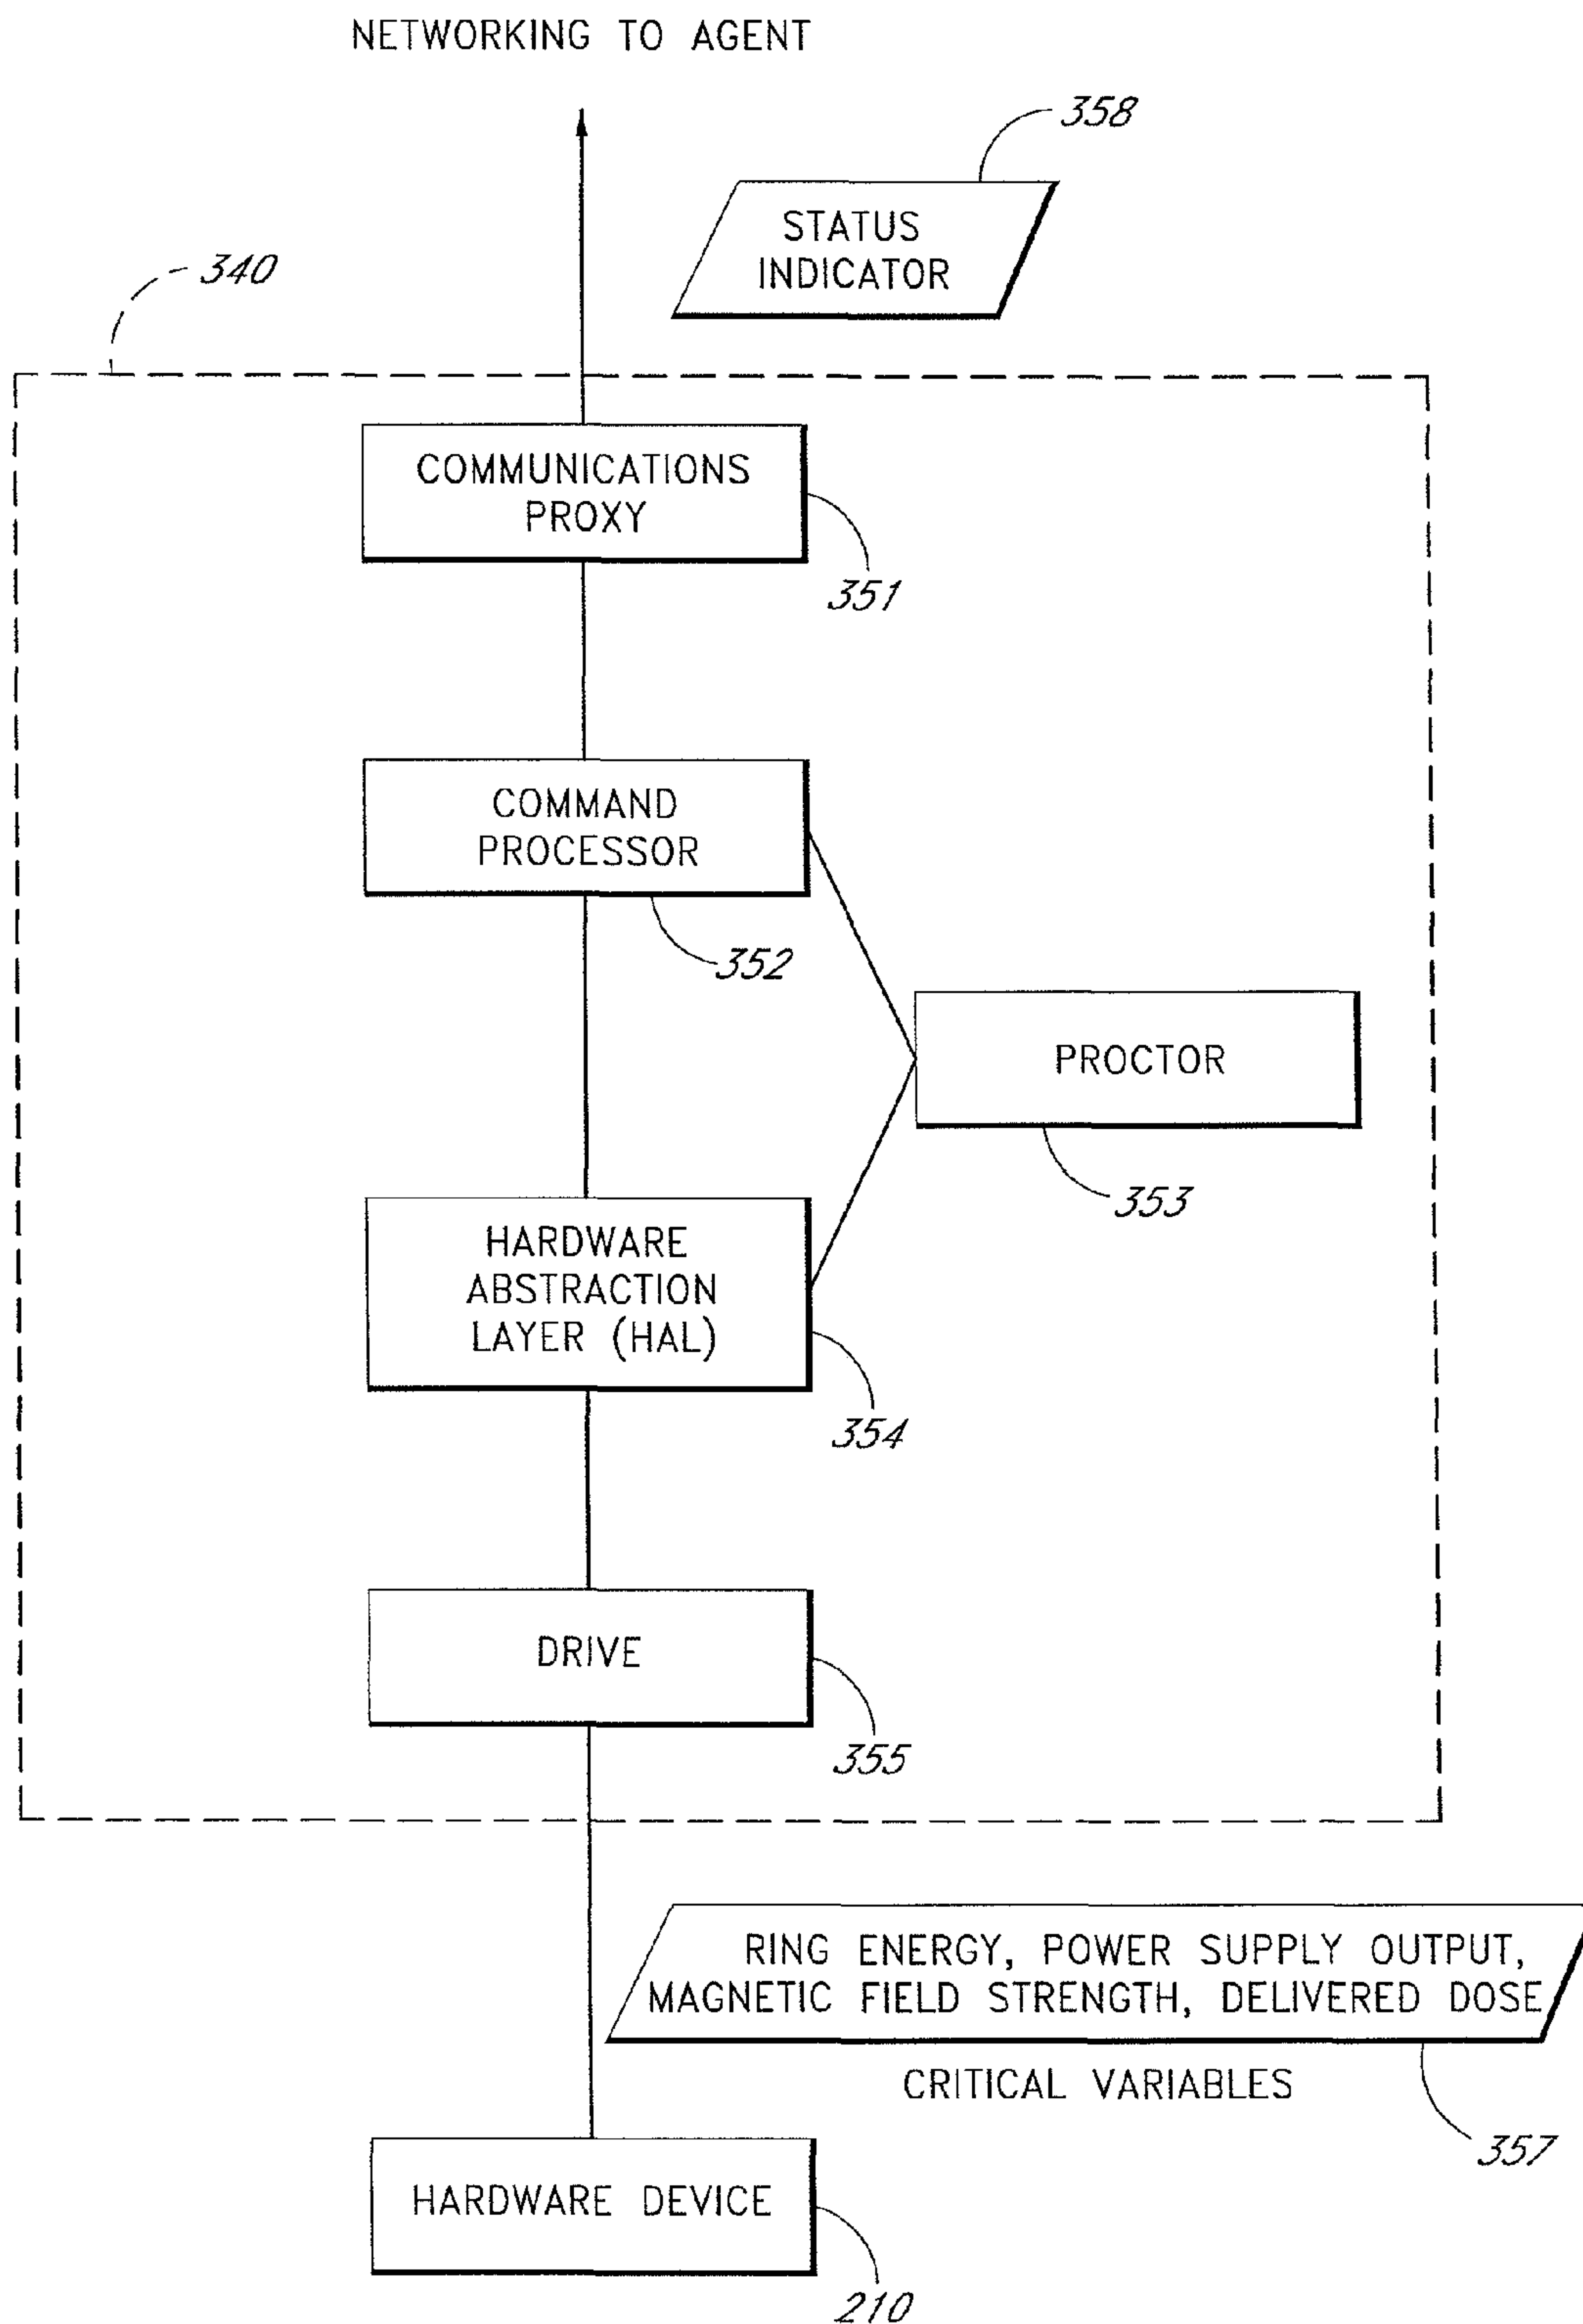 NETWORKING TO AGENT
358
STATUS
INDICATOR
340
COMMUNICATIONS
PROXY
351
COMMAND
PROCESSOR
352
PROCTOR
353
HARDWARE
ABSTRACTION
LAYER (HAL)
354
DRIVE
355
RING ENERGY, POWER SUPPLY OUTPUT,
MAGNETIC FIELD STRENGTH, DELIVERED DOSE
CRITICAL VARIABLES
357
HARDWARE DEVICE
210